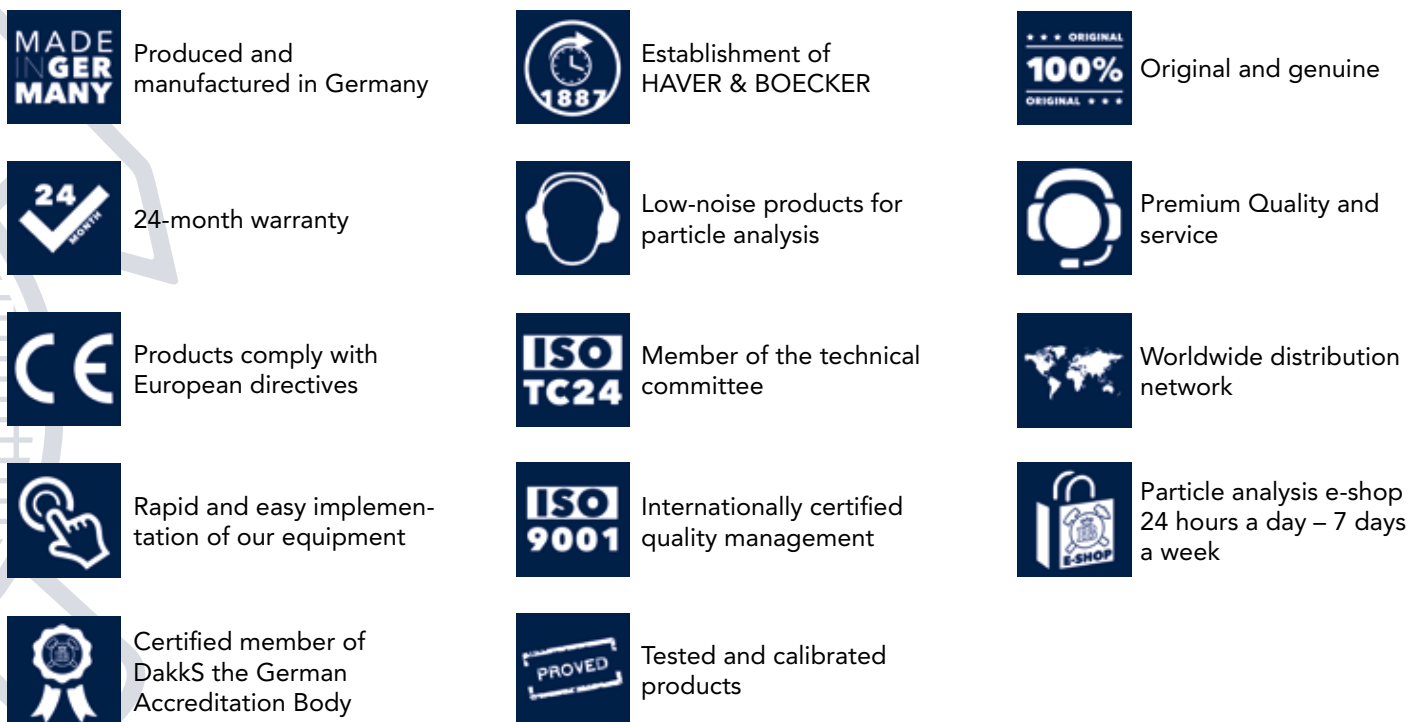 MADE
IN GER
MANY
Produced and
manufactured in Germany
24
MONTH
24-month warranty
CE
Products comply with
European directives
Rapid and easy implemen-
tation of our equipment
Certified member of
DakkS the German
Accreditation Body
1887
Establishment of
HAVER & BOECKER
Low-noise products for
particle analysis
ISO
TC24
Member of the technical
committee
ISO
9001
Internationally certified
quality management
PROVED
Tested and calibrated
products
★ ★ ★ ORIGINAL
100%
ORIGINAL ★ ★ ★
Original and genuine
Premium Quality and
service
Worldwide distribution
network
E-SHOP
Particle analysis e-shop
24 hours a day – 7 days
a week